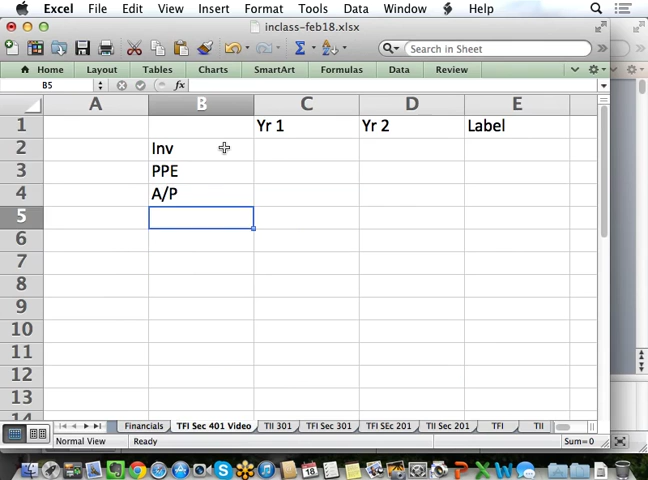 Excel File Edit View Insert Format Tools Data Window Help
inclass-feb18.xlsx
Search in Sheet
Home Layout Tables Charts SmartArt Formulas Data Review
B5 fx
A B C D E
1 Yr 1 Yr 2 Label
2 Inv
3 PPE
4 A/P
5
6
7
8
9
10
11
12
13
14
Financials TFI Sec 401 Video TII 301 TFI Sec 301 TFI SEc 201 TII Sec 201 TFI TII
Normal View Ready Sum=0
18